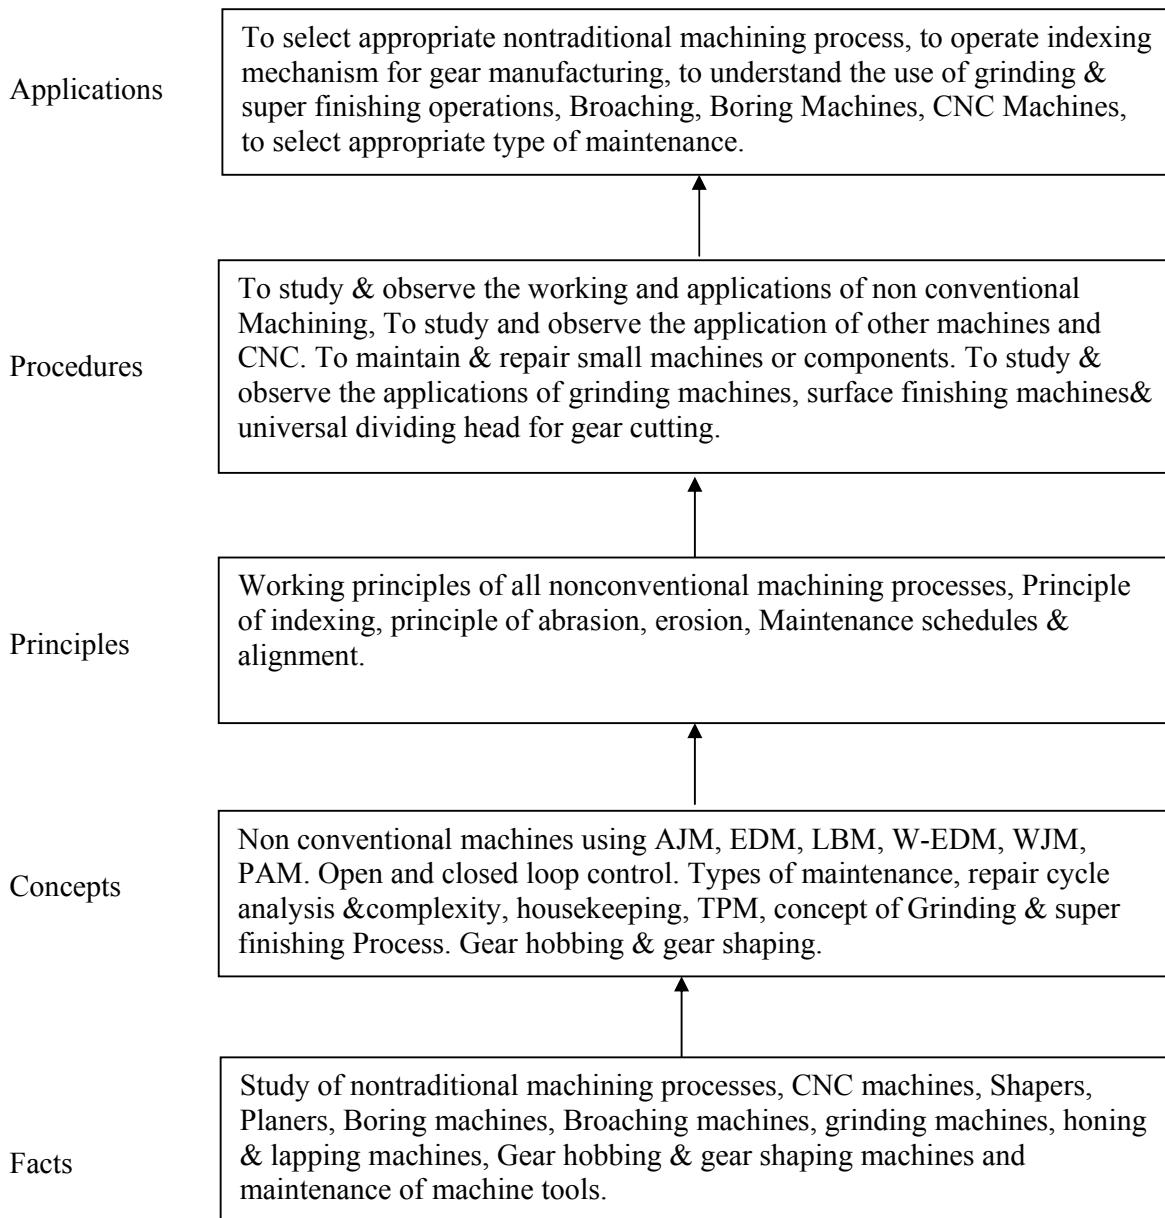 Applications
To select appropriate nontraditional machining process, to operate indexing
mechanism for gear manufacturing, to understand the use of grinding &
super finishing operations, Broaching, Boring Machines, CNC Machines,
to select appropriate type of maintenance.
Procedures
To study & observe the working and applications of non conventional
Machining, To study and observe the application of other machines and
CNC. To maintain & repair small machines or components. To study &
observe the applications of grinding machines, surface finishing machines&
universal dividing head for gear cutting.
Principles
Working principles of all nonconventional machining processes, Principle
of indexing, principle of abrasion, erosion, Maintenance schedules &
alignment.
Concepts
Non conventional machines using AJM, EDM, LBM, W-EDM, WJM,
PAM. Open and closed loop control. Types of maintenance, repair cycle
analysis &complexity, housekeeping, TPM, concept of Grinding & super
finishing Process. Gear hobbing & gear shaping.
Facts
Study of nontraditional machining processes, CNC machines, Shapers,
Planers, Boring machines, Broaching machines, grinding machines, honing
& lapping machines, Gear hobbing & gear shaping machines and
maintenance of machine tools.